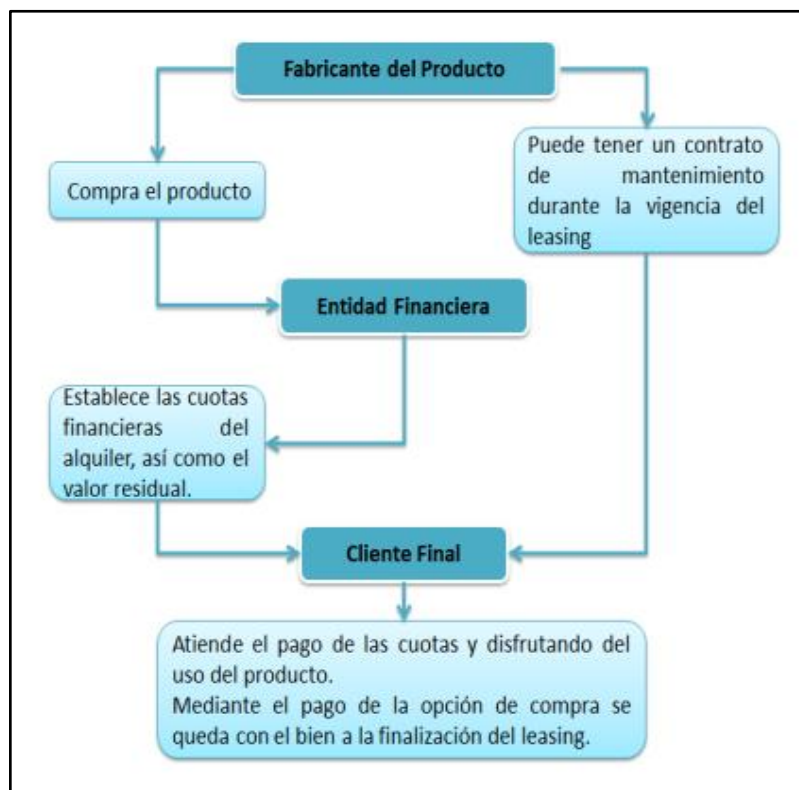 Fabricante del Producto
Compra el producto
Puede tener un contrato
de mantenimiento
durante la vigencia del
leasing
Entidad Financiera
Establece las cuotas
financieras del
alquiler, así como el
valor residual.
Cliente Final
Atiende el pago de las cuotas y disfrutando del
uso del producto.
Mediante el pago de la opción de compra se
queda con el bien a la finalización del leasing.